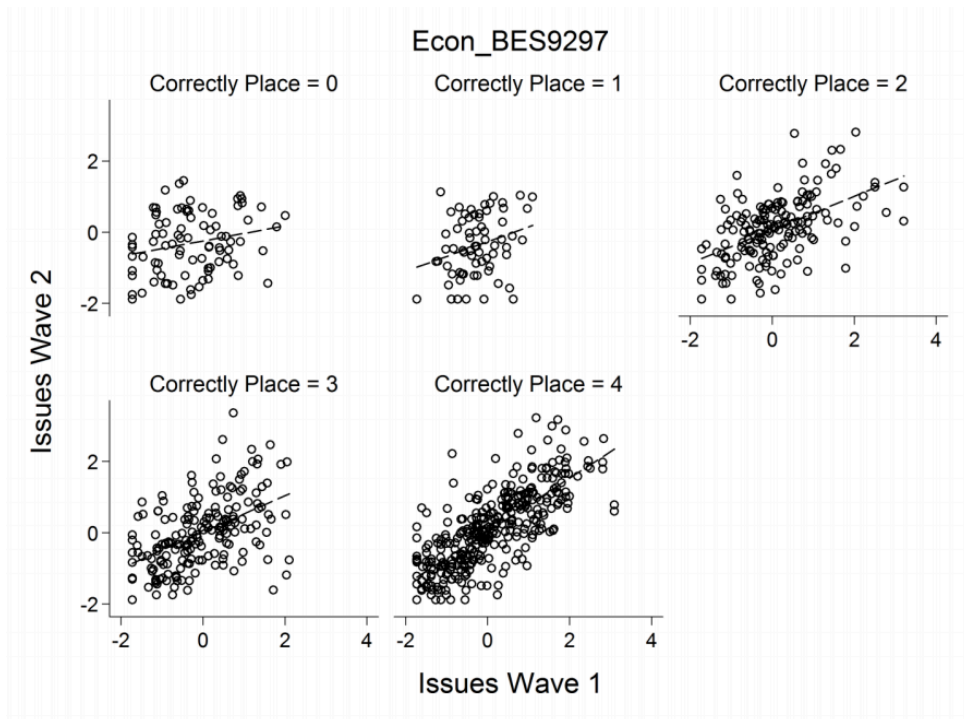 Econ_BES9297
Correctly Place = 0
Correctly Place = 1
Correctly Place = 2
2
0
-2
-2 0 2 4
Issues Wave 2
Correctly Place = 3
Correctly Place = 4
2
0
-2
-2 0 2 4
-2 0 2 4
Issues Wave 1